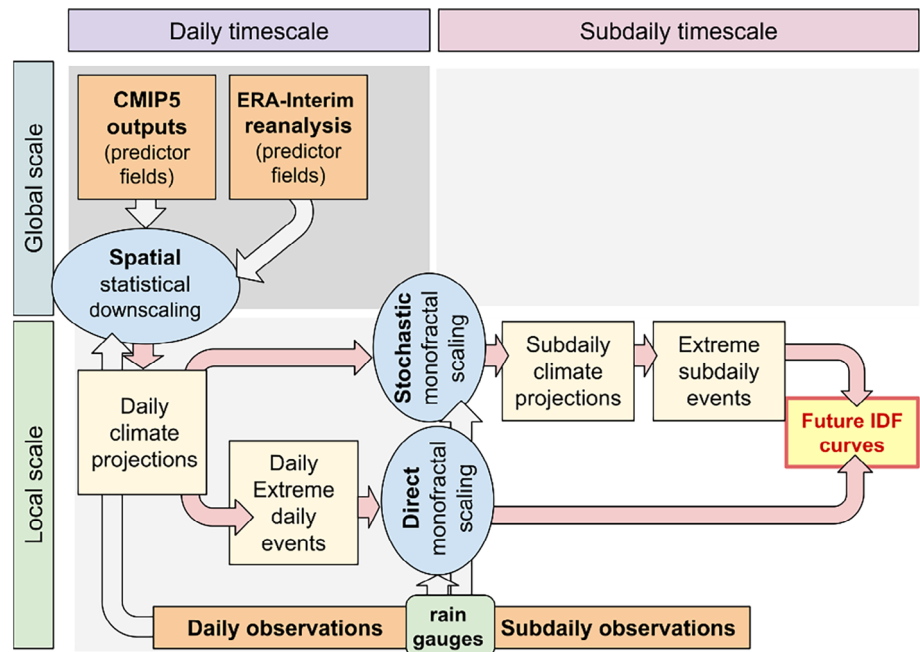 Daily timescale
Subdaily timescale
Global scale
CMIP5
outputs
(predictor
fields)
ERA-Interim
reanalysis
(predictor
fields)
Spatial
statistical
downscaling
Local scale
Daily
climate
projections
Stochastic
monofractal
scaling
Subdaily
climate
projections
Extreme
subdaily
events
Future IDF
curves
Daily
Extreme
daily
events
Direct
monofractal
scaling
Daily observations
rain
gauges
Subdaily observations